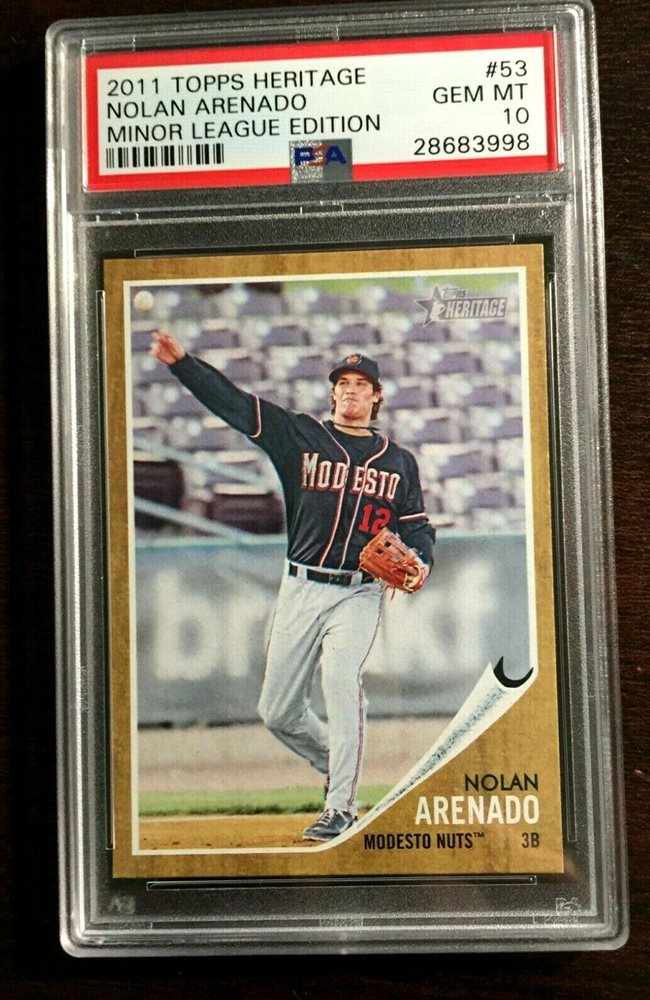 2011 TOPPS HERITAGE #53
NOLAN ARENADO GEM MT
MINOR LEAGUE EDITION 10
PSA 28683998
Topps HERITAGE
MODESTO
12
NOLAN
ARENADO
MODESTO NUTS™ 3B